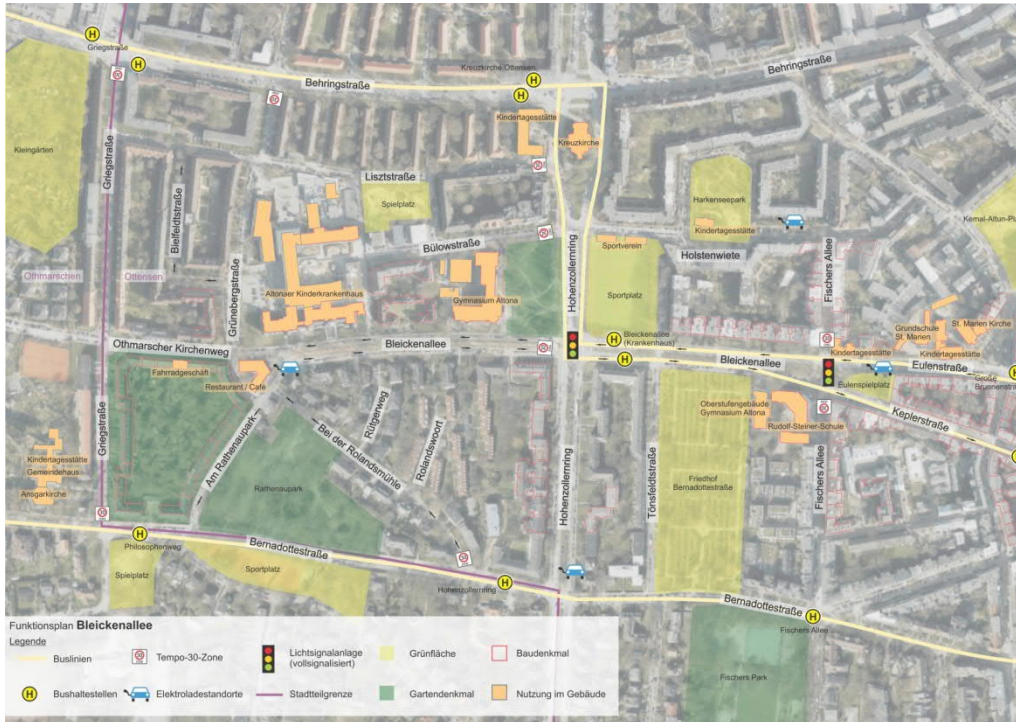 Griegstraße
Behringstraße
Kreuzkirche Ottensen
Behringstraße
Kindertagesstätte
Kreuzkirche
Kleingärten
Griegstraße
Bielfeldtstraße
Lisztstraße
Spielplatz
Harkenseepark
Kindertagesstätte
Bülowstraße
Hohenzollernring
Sportverein
Holstenwiete
Fischers Allee
Othmarschen
Ottensen
Grünebergstraße
Altonaer Kinderkrankenhaus
Gymnasium Altona
Sportplatz
Grundschule
St. Marien
St. Marien Kirche
Othmarscher Kirchenweg
Bleickenallee
Bleickenallee
(Krankenhaus)
Bleickenallee
Kindertagesstätte
Kindertagesstätte
Eulenstraße
Fahrradgeschäft
Restaurant / Café
Eulenspielplatz
Keplerstraße
Griegstraße
Am Rathenaupark
Rütgerweg
Rolandswoort
Bei der Rolandsmühle
Oberstufengebäude
Gymnasium Altona
Rudolf-Steiner-Schule
Kindertagesstätte
Gemeindehaus
Ansgarkirche
Rathenaupark
Hohenzollernring
Tönsfeldtstraße
Friedhof
Bernadottestraße
Fischers Allee
Philosophenweg
Bernadottestraße
Spielplatz
Sportplatz
Hohenzollernring
Bernadottestraße
Fischers Allee
Fischers Park
Funktionsplan Bleickenallee
Legende
Buslinien
Tempo-30-Zone
Lichtsignalanlage
(vollsignalisiert)
Grünfläche
Baudenkmal
H Bushaltestellen
Elektroladestandorte
Stadtteilgrenze
Gartendenkmal
Nutzung im Gebäude